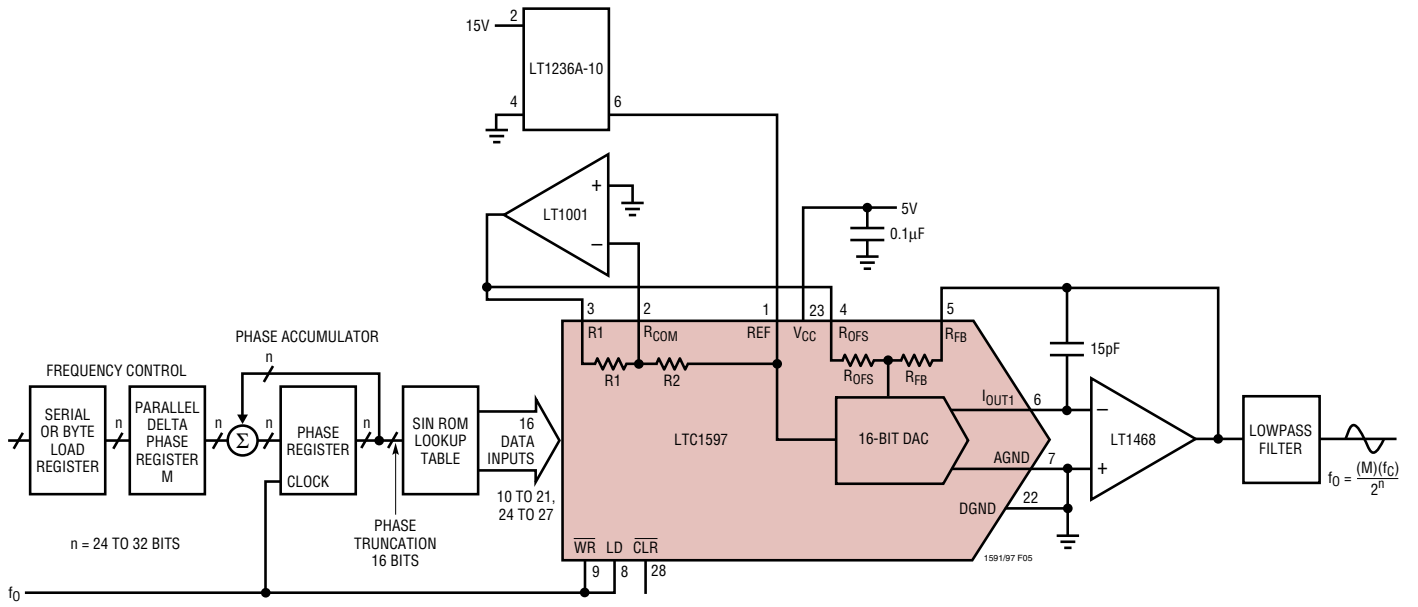 2
15V
LT1236A-10
4
6
+
LT1001
–
5V
0.1µF
3
2
1
23
4
5
R1
RCOM
REF
VCC
ROFS
RFB
R1
R2
ROFS
RFB
15pF
PHASE ACCUMULATOR
n
FREQUENCY CONTROL
SERIAL
OR BYTE
LOAD
REGISTER
n
PARALLEL
DELTA
PHASE
REGISTER
M
n
Σ
n
PHASE
REGISTER
CLOCK
n
SIN ROM
LOOKUP
TABLE
16
DATA
INPUTS
10 TO 21,
24 TO 27
LTC1597
16-BIT DAC
IOUT1
6
AGND
7
DGND
22
–
LT1468
+
LOWPASS
FILTER
fO = (M)(fC)
2n
n = 24 TO 32 BITS
PHASE
TRUNCATION
16 BITS
WR
LD
CLR
9
8
28
1591/97 F05
fO